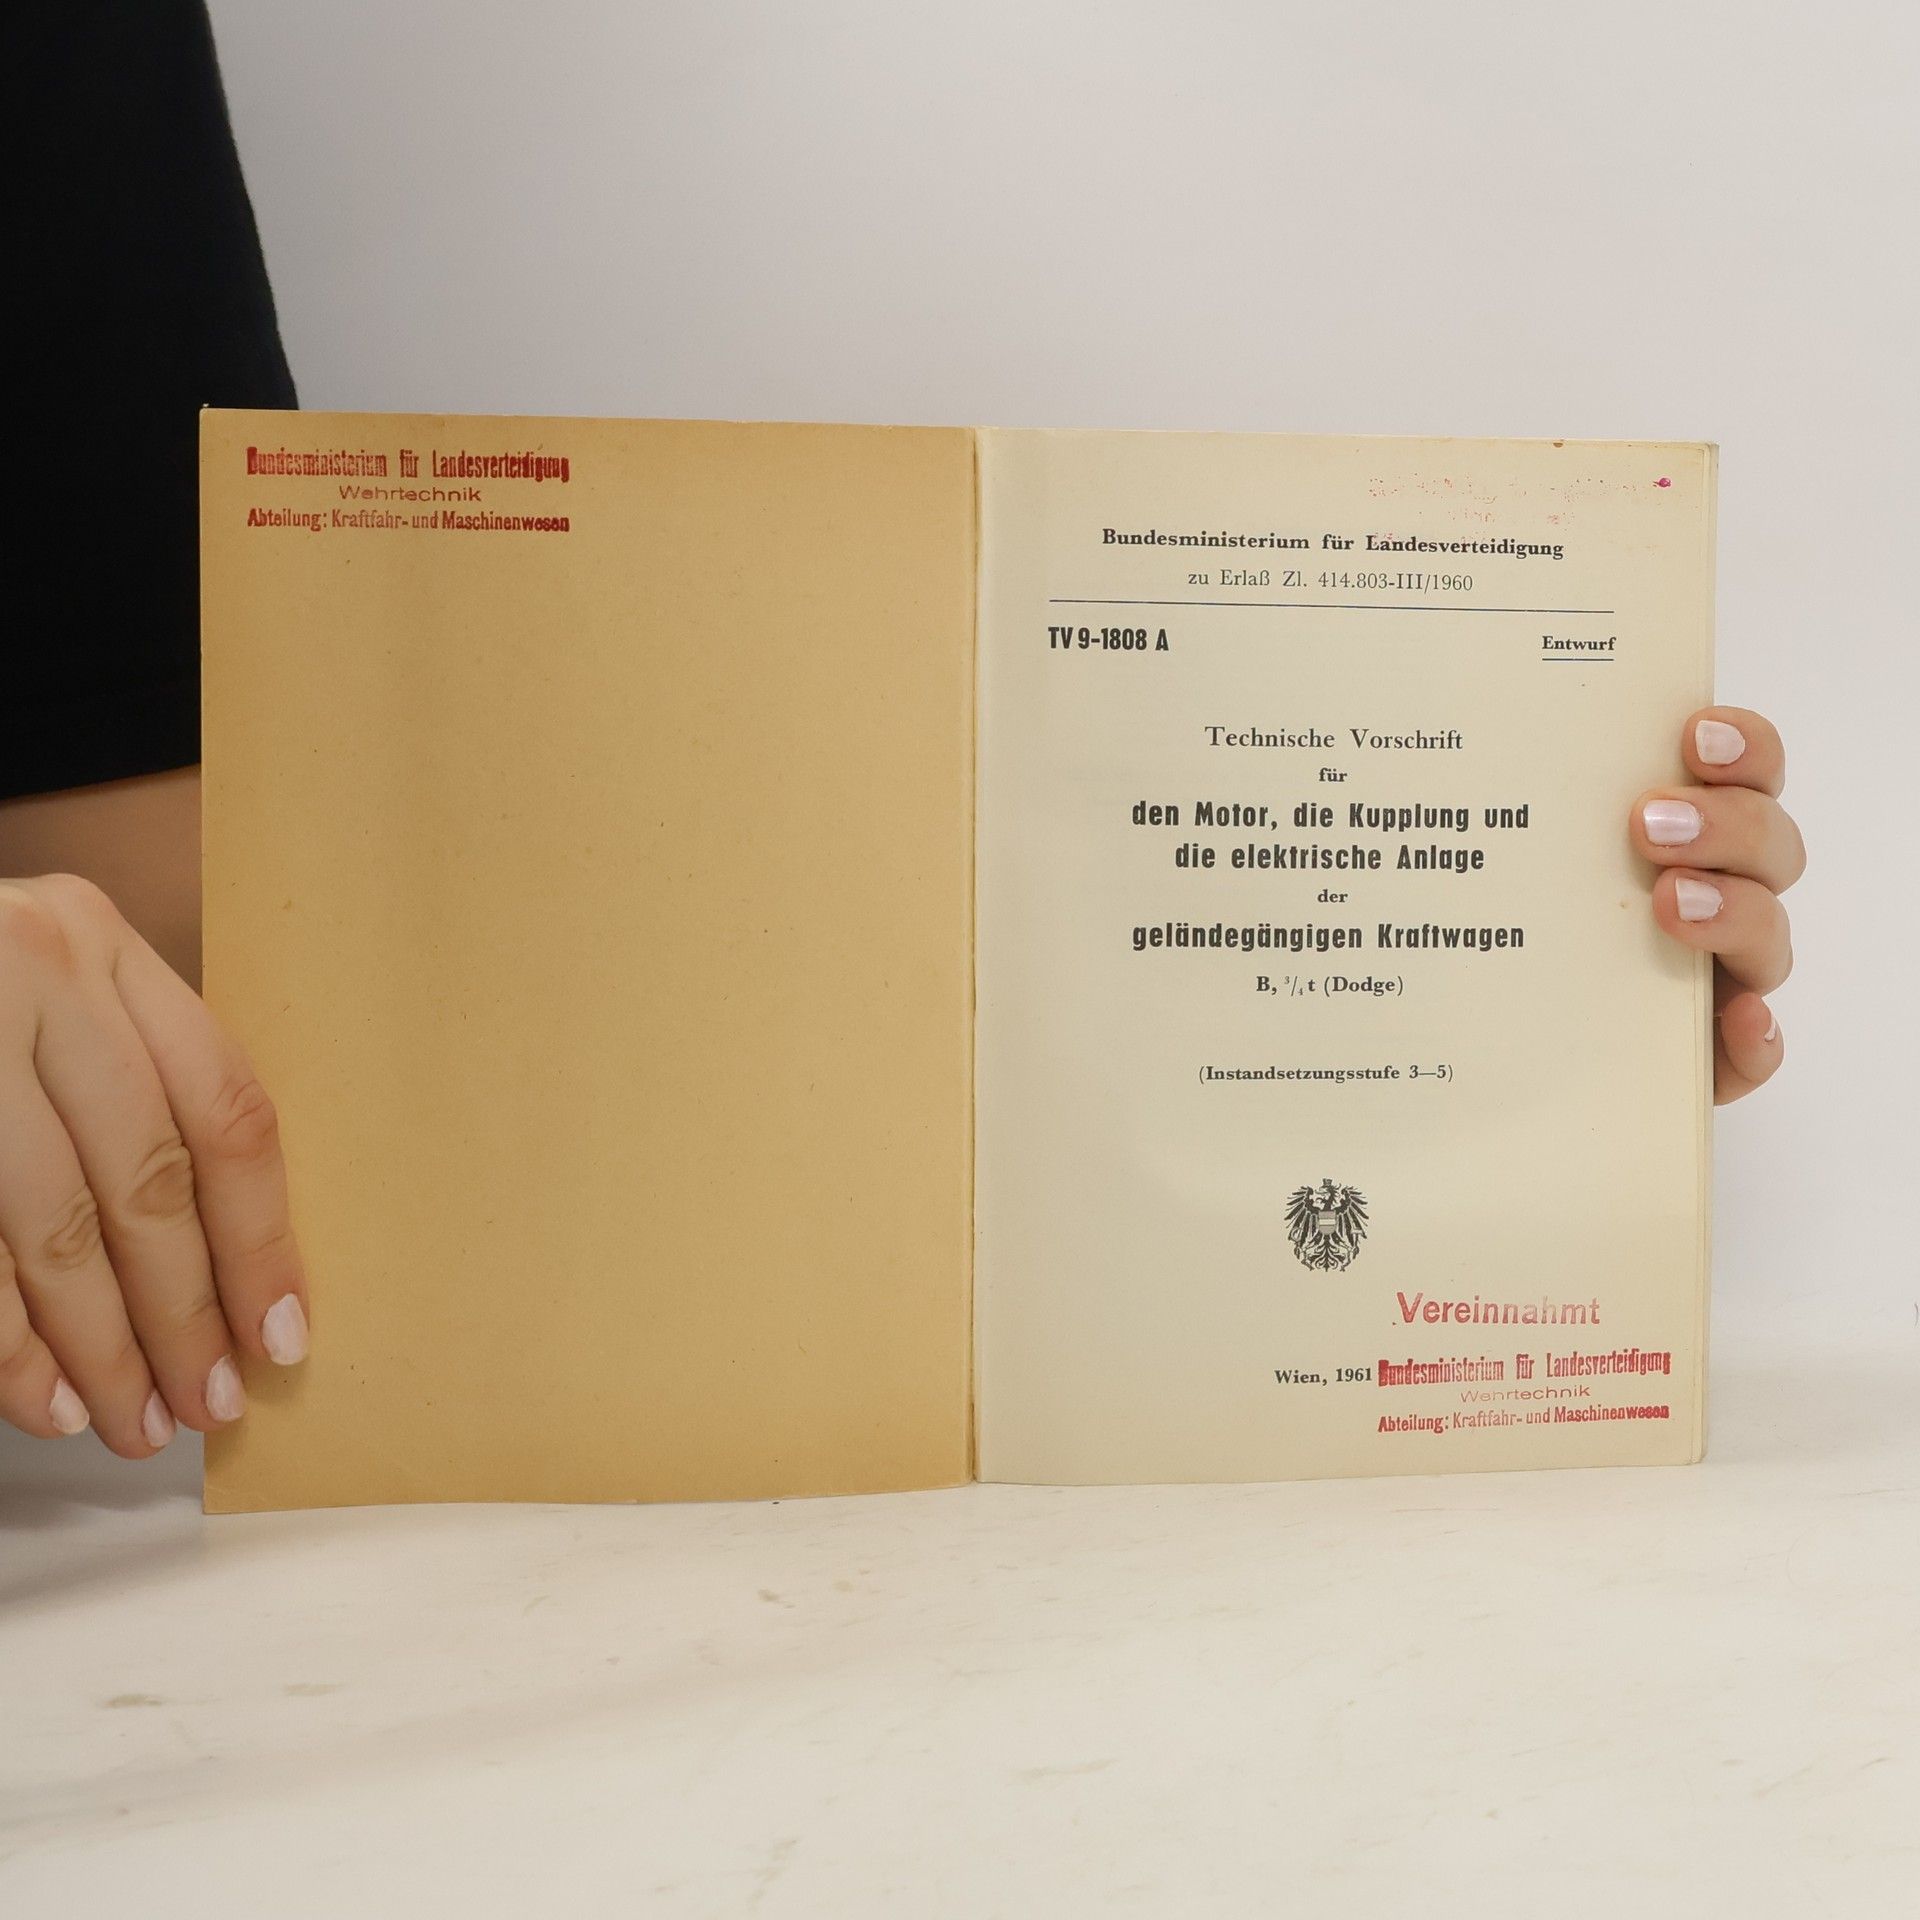 Bundesministerium für Landesverteidigung
Wehrtechnik
Abteilung: Kraftfahr- und Maschinenwesen
Bundesministerium für Landesverteidigung
zu Erlaß Zl. 414.803-III/1960
TV 9-1808 A
Entwurf
Technische Vorschrift
für
den Motor, die Kupplung und
die elektrische Anlage
der
geländegängigen Kraftwagen
B, ³/₄ t (Dodge)
(Instandsetzungsstufe 3—5)
Vereinnahmt
Wien, 1961
Bundesministerium für Landesverteidigung
Wehrtechnik
Abteilung: Kraftfahr- und Maschinenwesen